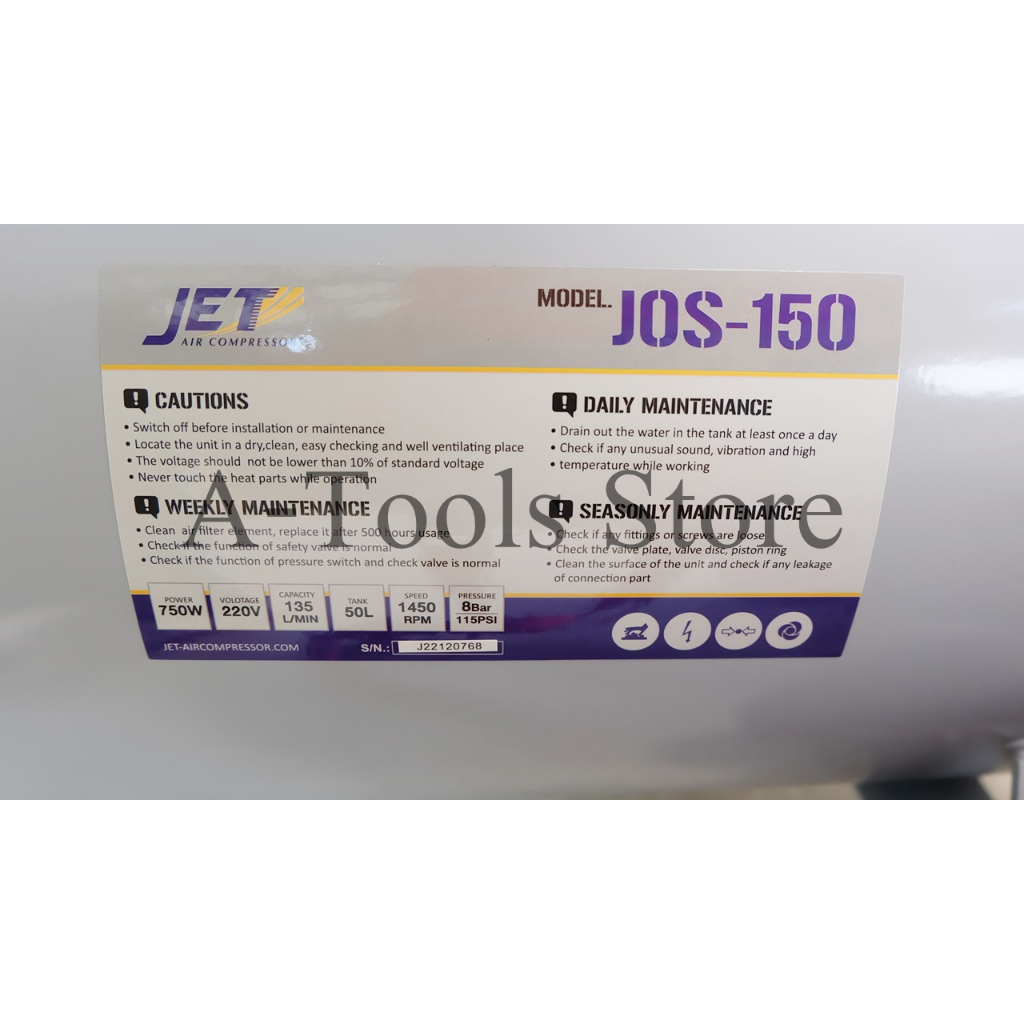 JET
AIR COMPRESSOR
MODEL. JOS-150
CAUTIONS
• Switch off before installation or maintenance
• Locate the unit in a dry,clean, easy checking and well ventilating place
• The voltage should not be lower than 10% of standard voltage
• Never touch the heat parts while operation
WEEKLY MAINTENANCE
• Clean air filter element, replace it after 500 hours usage
• Check if the function of safety valve is normal
• Check if the function of pressure switch and check valve is normal
DAILY MAINTENANCE
• Drain out the water in the tank at least once a day
• Check if any unusual sound, vibration and high
• temperature while working
SEASONLY MAINTENANCE
• Check if any fittings or screws are loose
• Check the valve plate, valve disc, piston ring
• Clean the surface of the unit and check if any leakage
of connection part
A-Tools Store
POWER
750W
VOLOTAGE
220V
CAPACITY
135
L/MIN
TANK
50L
SPEED
1450
RPM
PRESSURE
8Bar
115PSI
JET-AIRCOMPRESSOR.COM
S/N.: J22120768